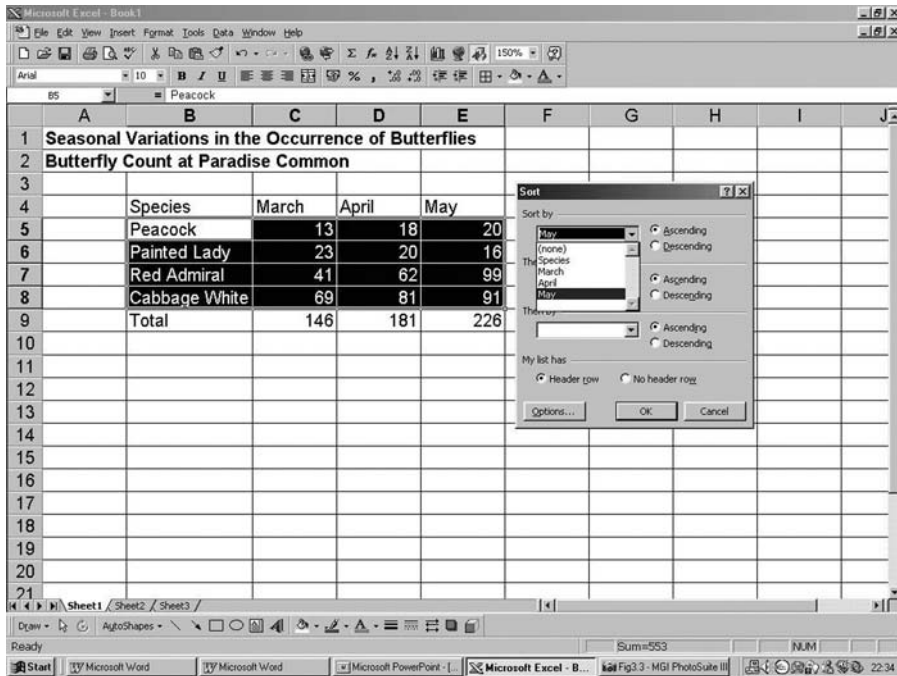 Microsoft Excel - Book1
File Edit View Insert Format Tools Data Window Help
150%
Arial 10 B I U
B5 = Peacock
A B C D E F G H I J
1 Seasonal Variations in the Occurrence of Butterflies
2 Butterfly Count at Paradise Common
3
4 Species March April May
5 Peacock 13 18 20
6 Painted Lady 23 20 16
7 Red Admiral 41 62 99
8 Cabbage White 69 81 91
9 Total 146 181 226
10
11
12
13
14
15
16
17
18
19
20
21
Sort
Sort by
May
Ascending
Descending
(none)
Species
March
April
May
The
Ascending
Descending
Then by
Ascending
Descending
My list has
Header row No header row
Options... OK Cancel
Sheet1 Sheet2 Sheet3
Draw AutoShapes
Ready Sum=553 NUM
Start Microsoft Word Microsoft Word Microsoft PowerPoint - [... Microsoft Excel - B... Fig3.3 - MGI PhotoSuite III 22:34